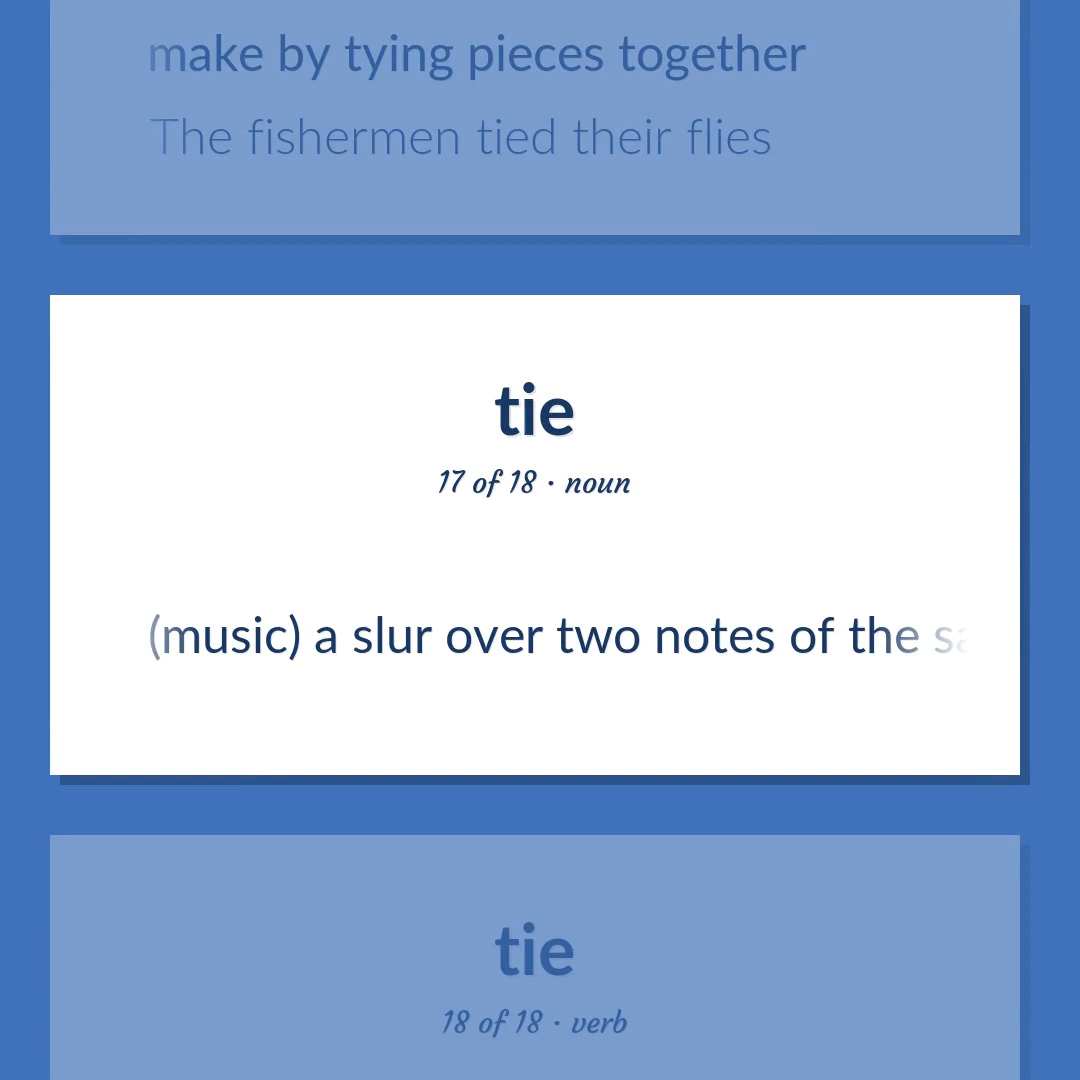 make by tying pieces together
The fishermen tied their flies
tie
17 of 18 · noun
(music) a slur over two notes of the
tie
18 of 18 · verb